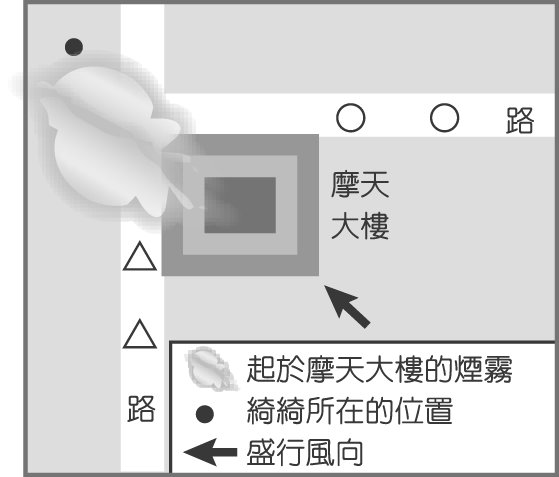 ○ ○ 路
摩天
大樓
△
△
路
起於摩天大樓的煙霧
綺綺所在的位置
盛行風向